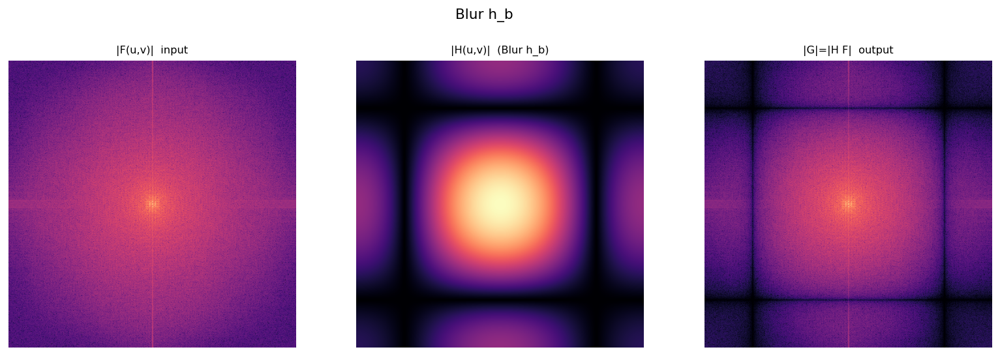 Blur h_b
|F(u,v)|  input
|H(u,v)|  (Blur h_b)
|G|=|H F|  output